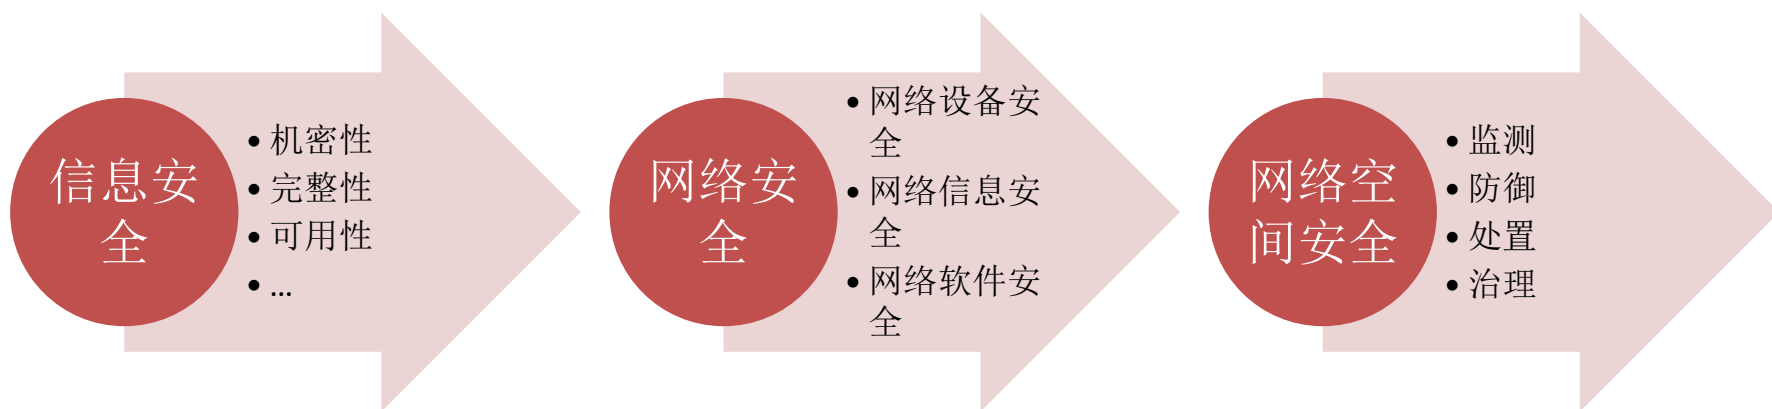 信息安
全
• 机密性
• 完整性
• 可用性
• ...
网络安
全
• 网络设备安
全
• 网络信息安
全
• 网络软件安
全
网络空
间安全
• 监测
• 防御
• 处置
• 治理